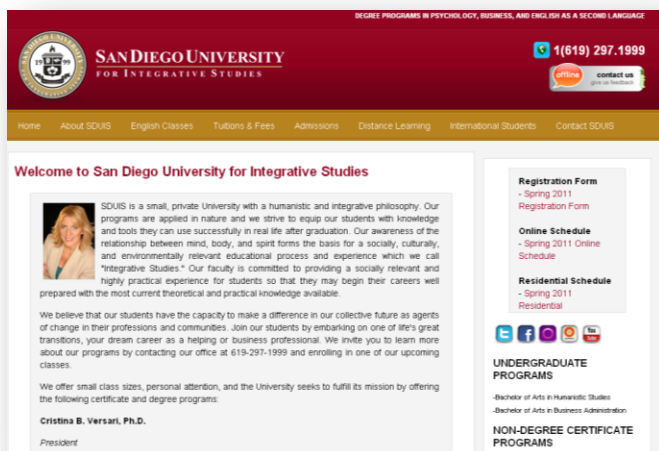 DEGREE PROGRAMS IN PSYCHOLOGY, BUSINESS, AND ENGLISH AS A SECOND LANGUAGE
SAN DIEGO UNIVERSITY
FOR INTEGRATIVE STUDIES
1(619) 297.1999
offline
contact us
give us feedback
Home About SDUIS English Classes Tuitions & Fees Admissions Distance Learning International Students Contact SDUIS
Welcome to San Diego University for Integrative Studies
SDUIS is a small, private University with a humanistic and integrative philosophy. Our
programs are applied in nature and we strive to equip our students with knowledge
and tools they can use successfully in real life after graduation. Our awareness of the
relationship between mind, body, and spirit forms the basis for a socially, culturally,
and environmentally relevant educational process and experience which we call
"Integrative Studies." Our faculty is committed to providing a socially relevant and
highly practical experience for students so that they may begin their careers well
prepared with the most current theoretical and practical knowledge available.
We believe that our students have the capacity to make a difference in our collective future as agents
of change in their professions and communities. Join our students by embarking on one of life's great
transitions, your dream career as a helping or business professional. We invite you to learn more
about our programs by contacting our office at 619-297-1999 and enrolling in one of our upcoming
classes.
We offer small class sizes, personal attention, and the University seeks to fulfill its mission by offering
the following certificate and degree programs:
Cristina B. Versari, Ph.D.
President
Registration Form
- Spring 2011
Registration Form
Online Schedule
- Spring 2011 Online
Schedule
Residential Schedule
- Spring 2011
Residential
You
Tube
UNDERGRADUATE
PROGRAMS
-Bachelor of Arts in Humanistic Studies
-Bachelor of Arts in Business Administration
NON-DEGREE CERTIFICATE
PROGRAMS